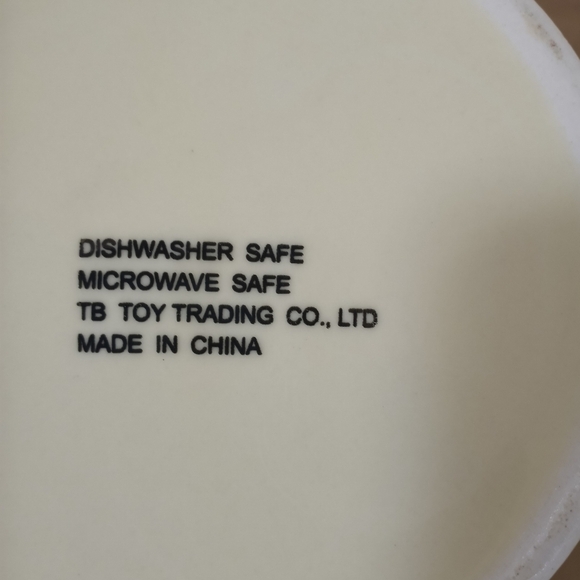 DISHWASHER SAFE
MICROWAVE SAFE
TB TOY TRADING CO., LTD
MADE IN CHINA